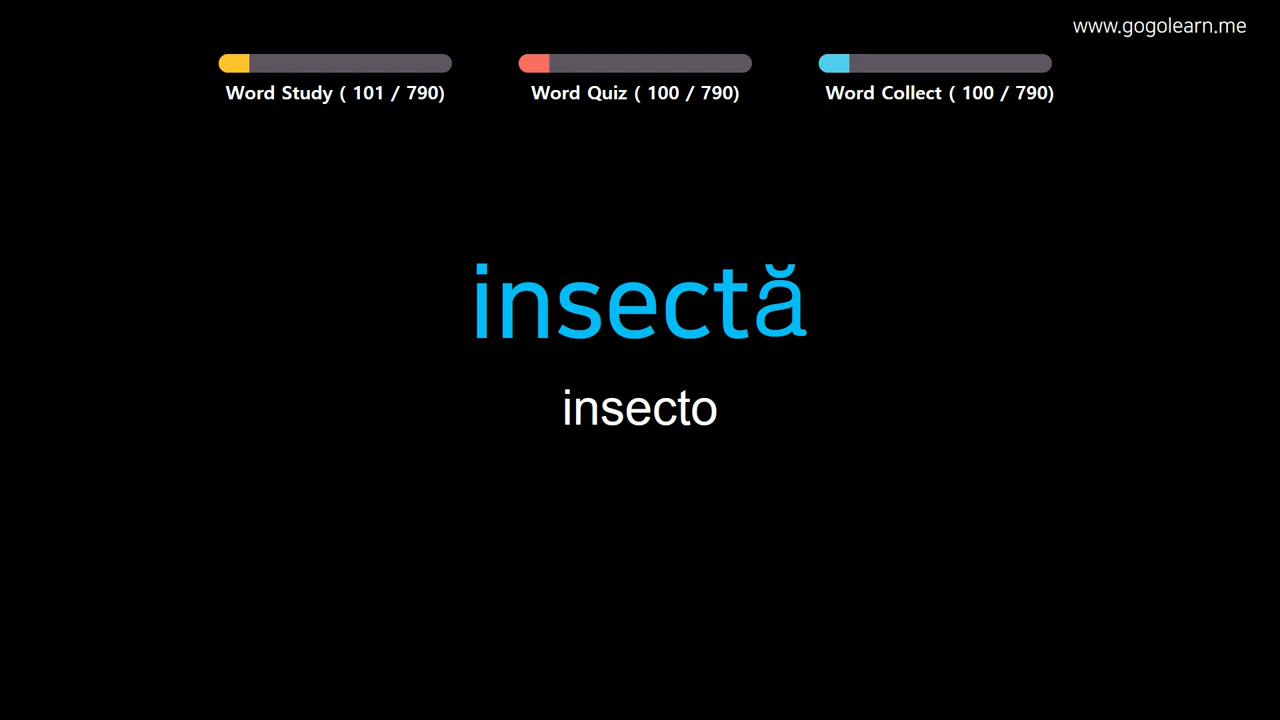 www.gogolearn.me
Word Study ( 101 / 790)
Word Quiz ( 100 / 790)
Word Collect ( 100 / 790)
insectă
insecto